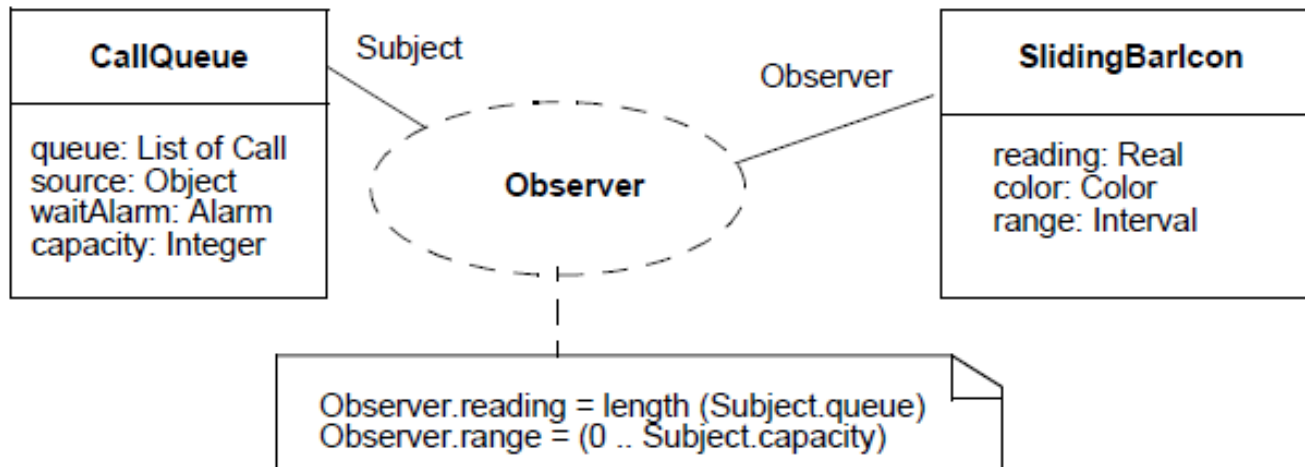 CallQueue
queue: List of Call
source: Object
waitAlarm: Alarm
capacity: Integer
Subject
Observer
Observer
SlidingBarIcon
reading: Real
color: Color
range: Interval
Observer.reading = length (Subject.queue)
Observer.range = (0 .. Subject.capacity)